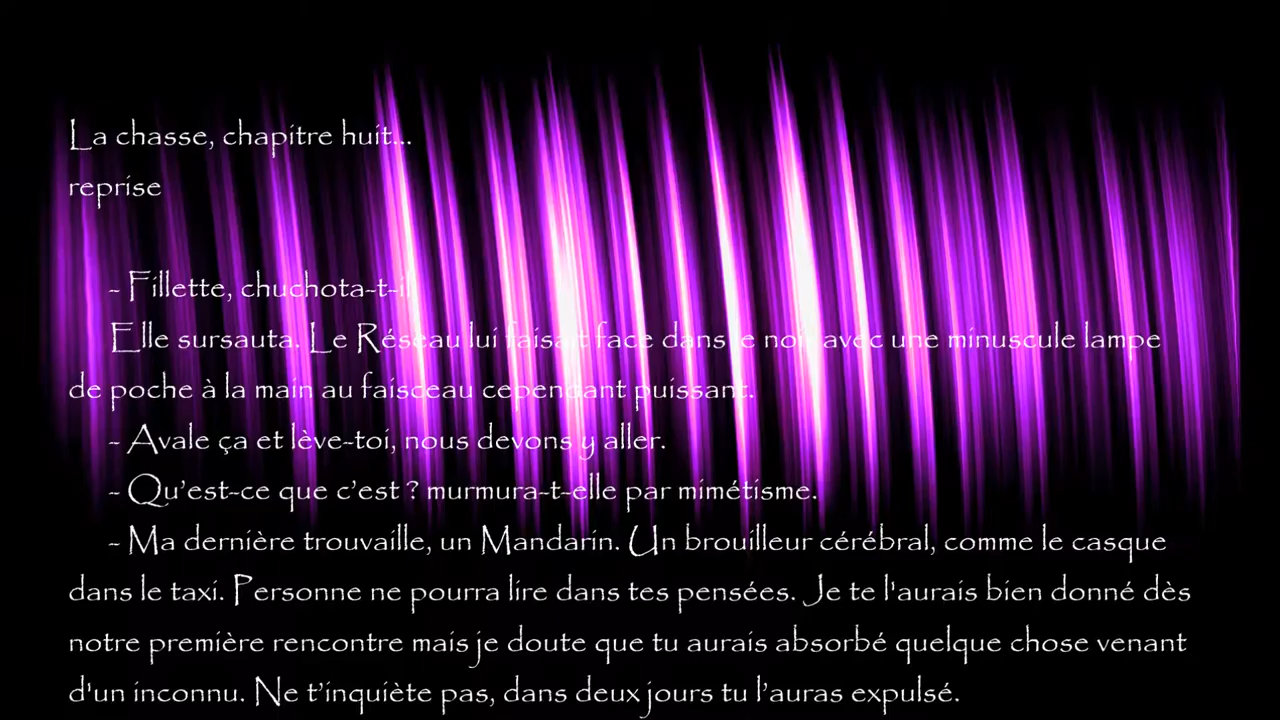 La chasse, chapitre huit...
reprise
- Fillette, chuchota-t-il.
Elle sursauta. Le Réseau lui faisait face dans le noir avec une minuscule lampe
de poche à la main au faisceau cependant puissant.
- Avale ça et lève-toi, nous devons y aller.
- Qu’est-ce que c’est ? murmura-t-elle par mimétisme.
- Ma dernière trouvaille, un Mandarin. Un brouilleur cérébral, comme le casque
dans le taxi. Personne ne pourra lire dans tes pensées. Je te l'aurais bien donné dès
notre première rencontre mais je doute que tu aurais absorbé quelque chose venant
d'un inconnu. Ne t’inquiète pas, dans deux jours tu l’auras expulsé.